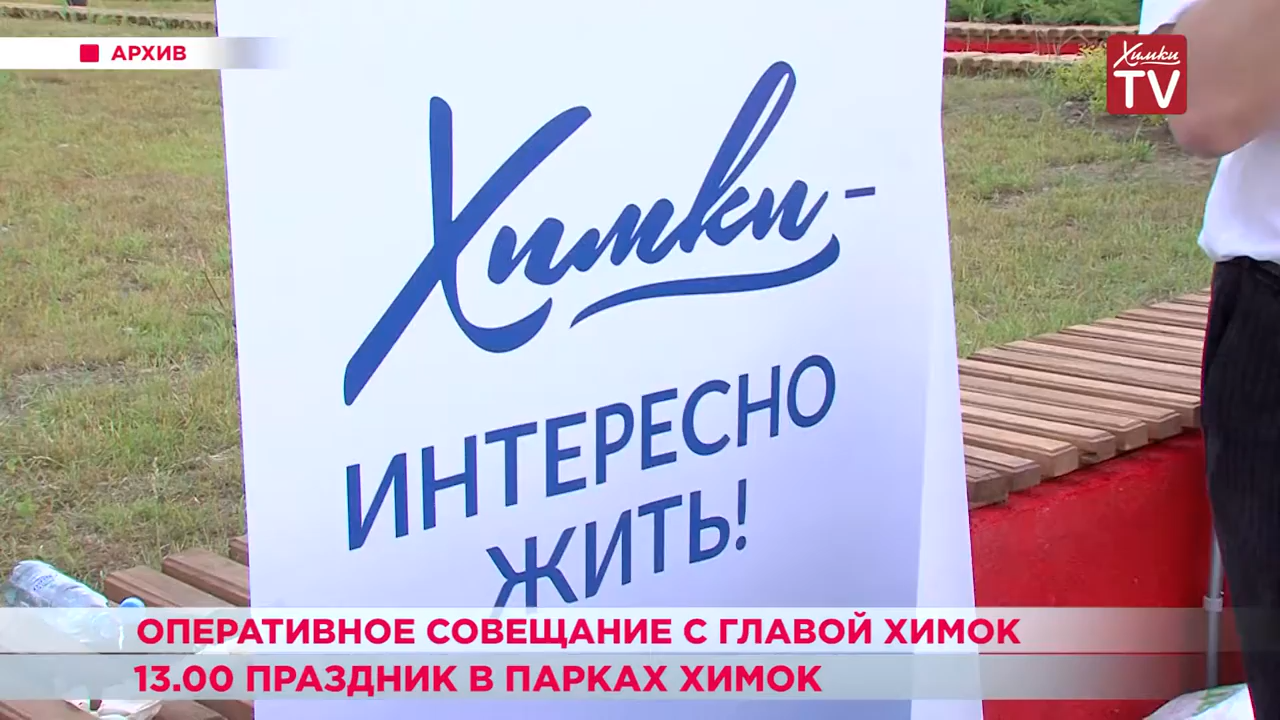 АРХИВ
Химки
TV
Химки –
ИНТЕРЕСНО
ЖИТЬ!
ОПЕРАТИВНОЕ СОВЕЩАНИЕ С ГЛАВОЙ ХИМОК
13.00 ПРАЗДНИК В ПАРКАХ ХИМОК